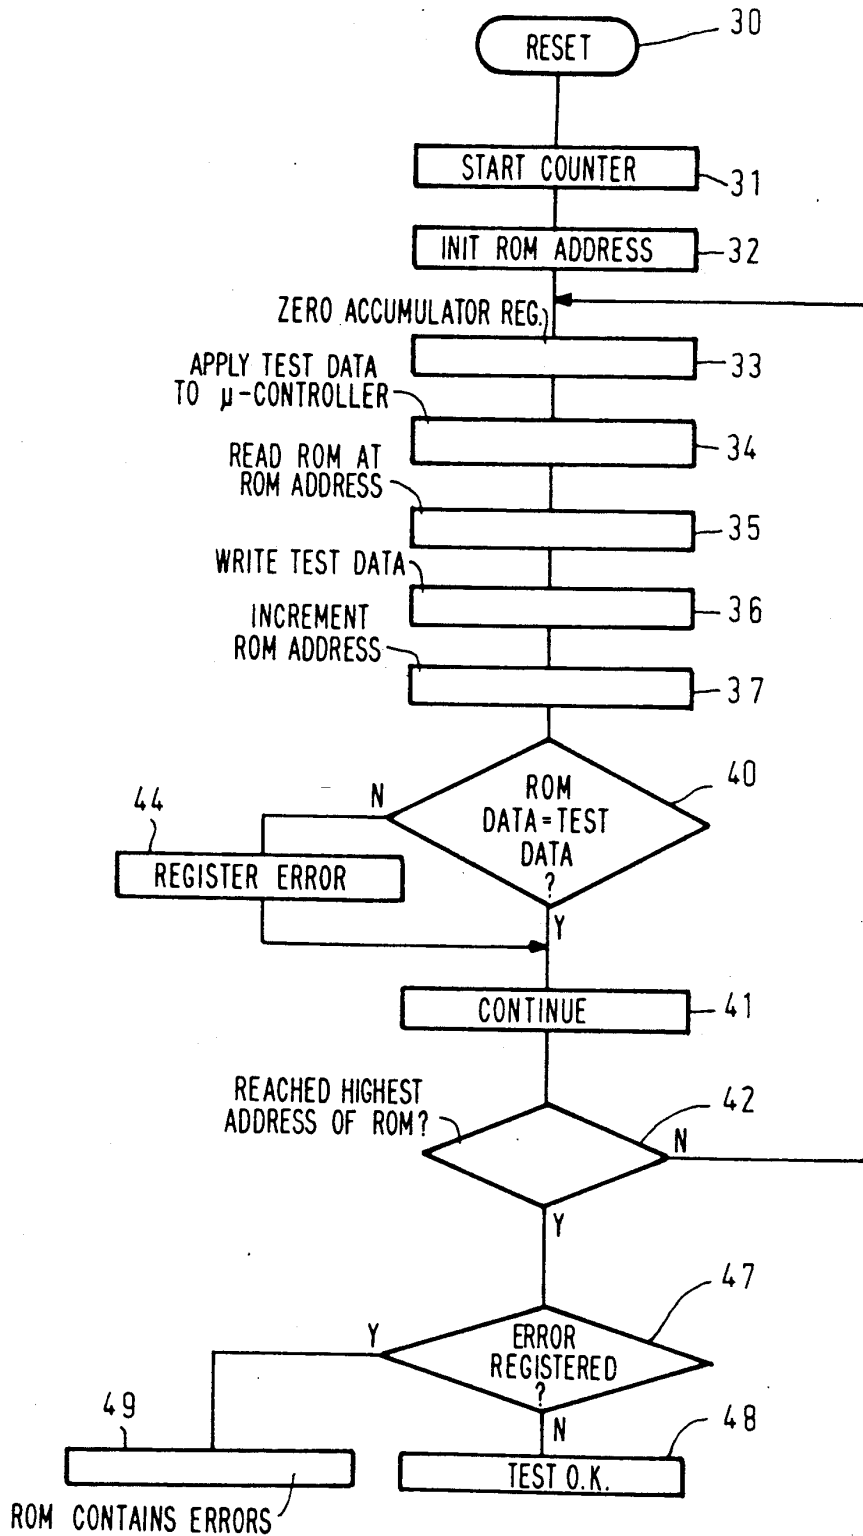 30
RESET
START COUNTER
31
INIT ROM ADDRESS
32
ZERO ACCUMULATOR REG.
33
APPLY TEST DATA
TO μ-CONTROLLER
34
READ ROM AT
ROM ADDRESS
35
WRITE TEST DATA
36
INCREMENT
ROM ADDRESS
37
40
ROM
DATA=TEST
DATA
?
N
Y
44
REGISTER ERROR
CONTINUE
41
REACHED HIGHEST
ADDRESS OF ROM?
42
N
Y
47
ERROR
REGISTERED
?
Y
N
49
ROM CONTAINS ERRORS
48
TEST O.K.